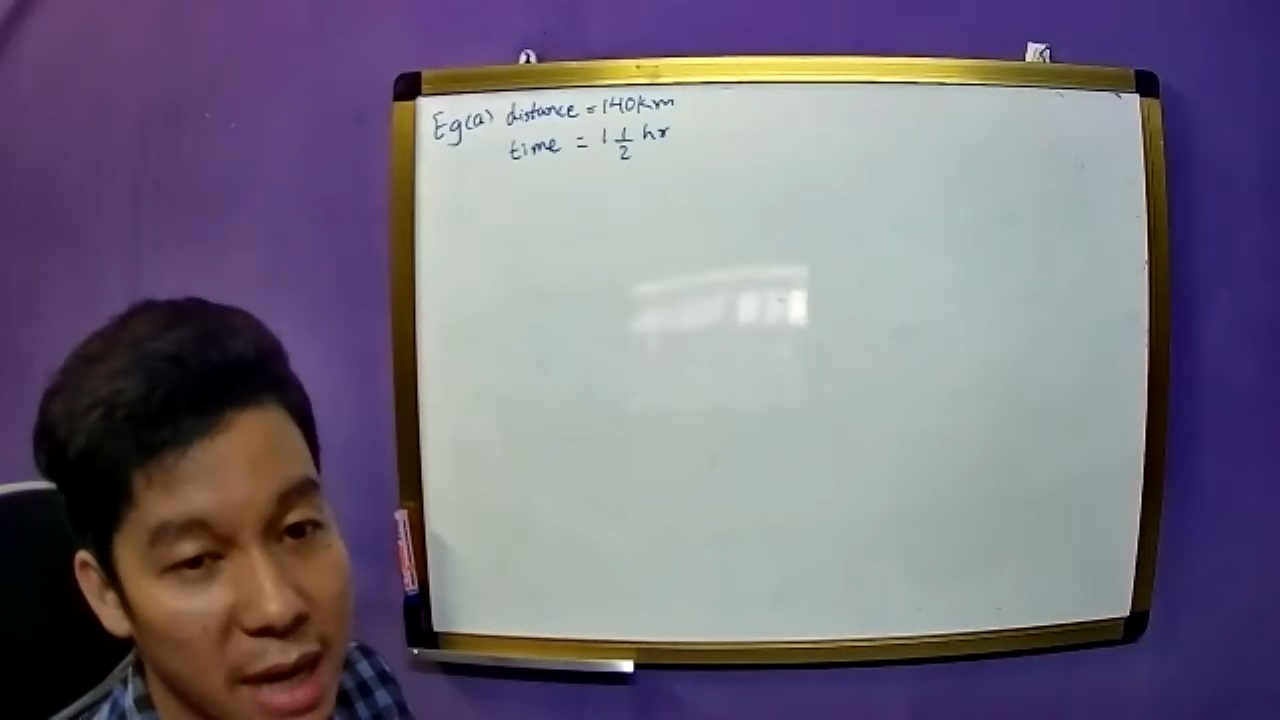 Eg(a) distance = 140km
time = 1 1/2 hr